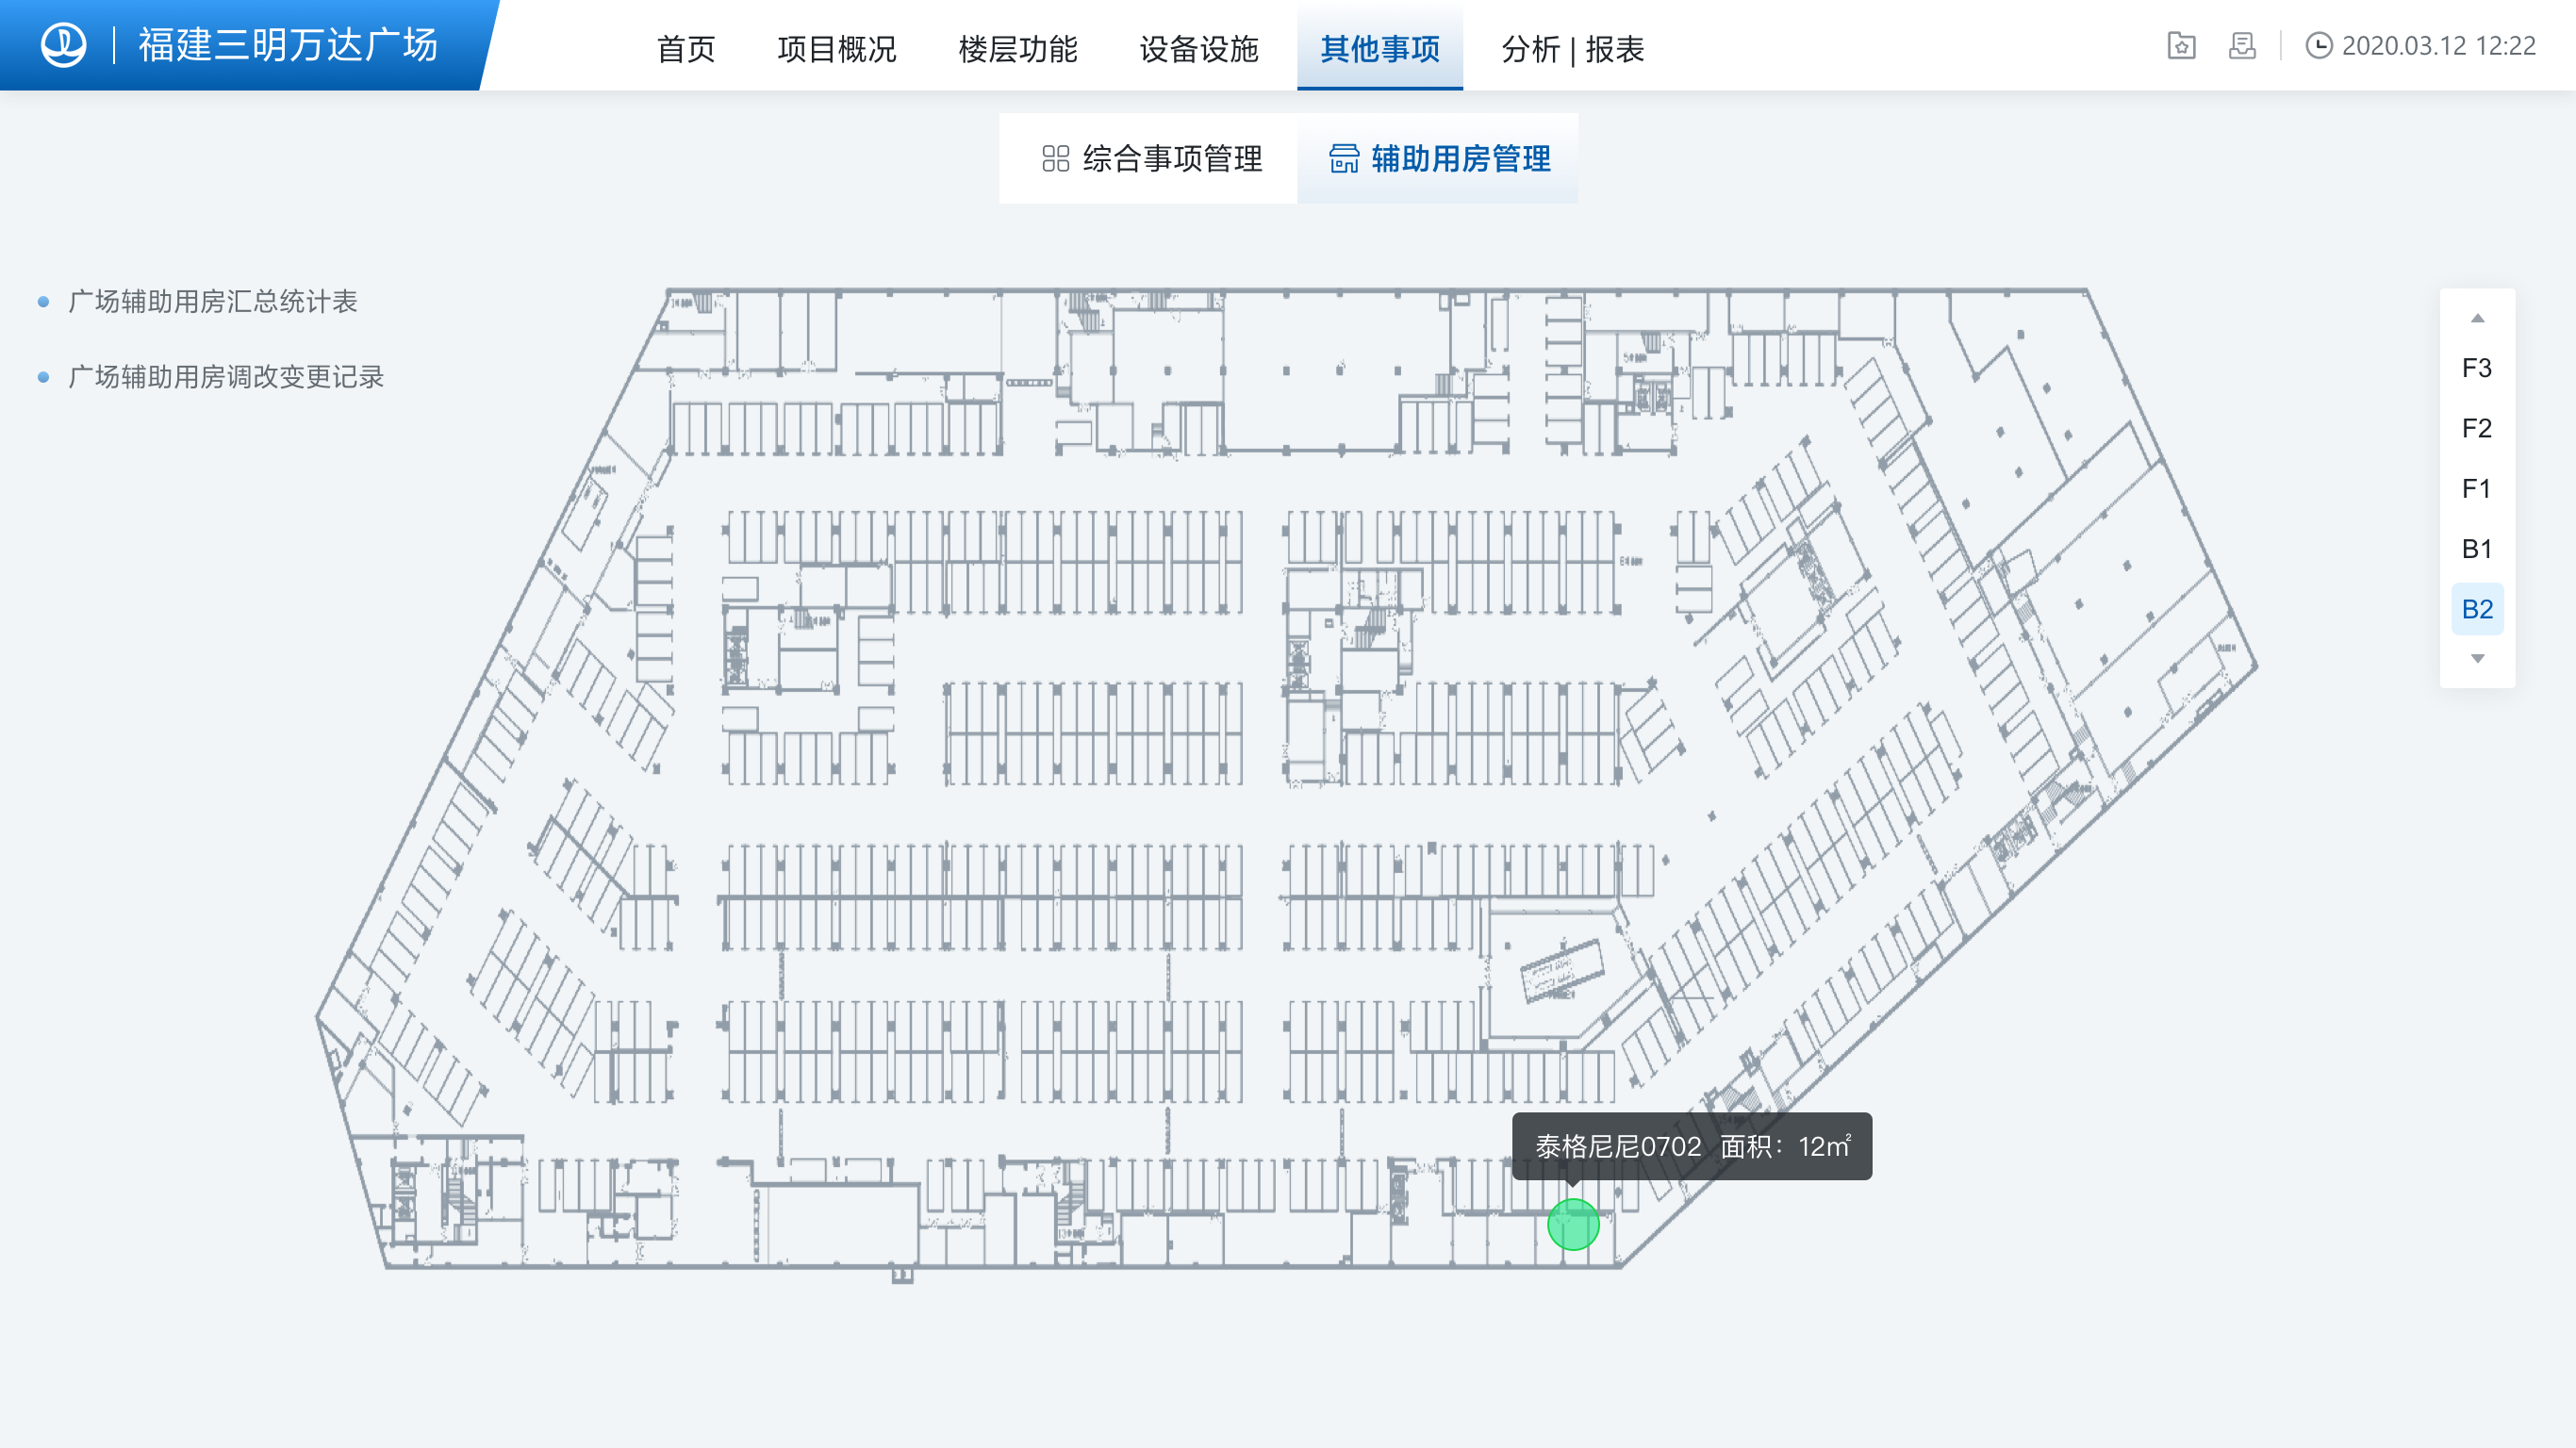 福建三明万达广场
首页
项目概况
楼层功能
设备设施
其他事项
分析 | 报表
2020.03.12 12:22
综合事项管理
辅助用房管理
广场辅助用房汇总统计表
广场辅助用房调改变更记录
F3
F2
F1
B1
B2
泰格尼尼0702 面积：12㎡